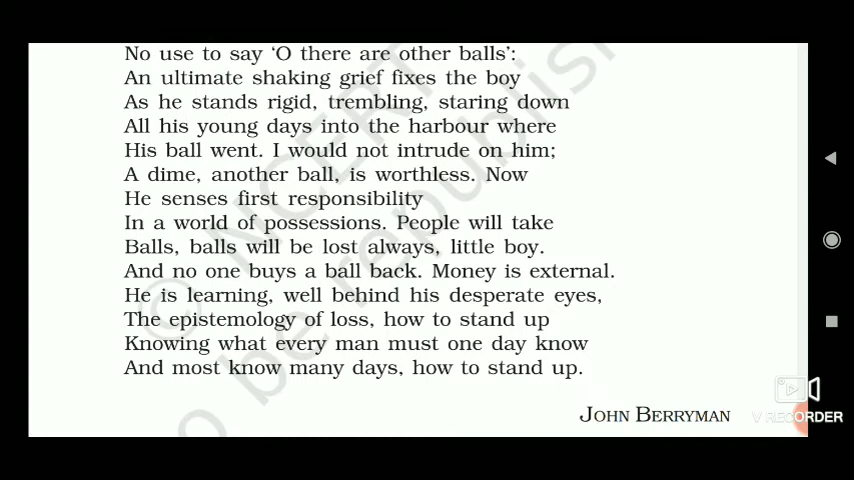 No use to say ‘O there are other balls’:
An ultimate shaking grief fixes the boy
As he stands rigid, trembling, staring down
All his young days into the harbour where
His ball went. I would not intrude on him;
A dime, another ball, is worthless. Now
He senses first responsibility
In a world of possessions. People will take
Balls, balls will be lost always, little boy.
And no one buys a ball back. Money is external.
He is learning, well behind his desperate eyes,
The epistemology of loss, how to stand up
Knowing what every man must one day know
And most know many days, how to stand up.
JOHN BERRYMAN
V RECORDER
© NCERT
o be republish